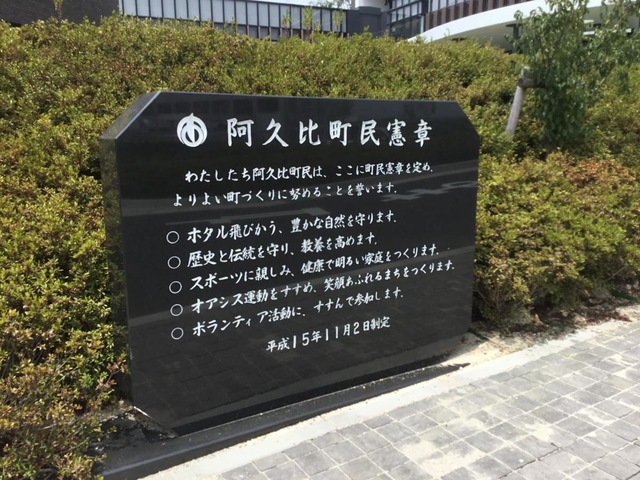 阿久比町民憲章
わたしたち阿久比町民は、ここに町民憲章を定め、
よりよい町づくりに努めることを誓います。
○ ホタル飛びかう、豊かな自然を守ります。
○ 歴史と伝統を守り、教養を高めます。
○ スポーツに親しみ、健康で明るい家庭をつくります。
○ オアシス運動をすすめ、笑顔あふれるまちをつくります。
○ ボランティア活動に、すすんで参加します。
平成15年11月2日制定